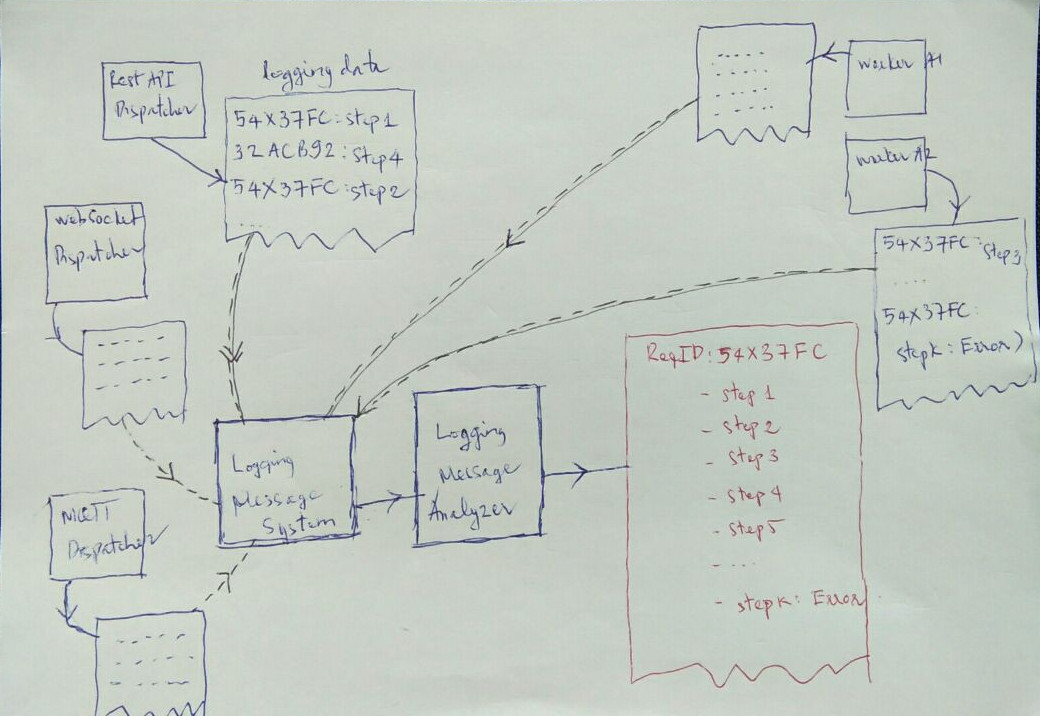 Rest API
Dispatcher
logging data
54X37FC: step1
32ACB92: step4
54X37FC: step2
...
worker A1
worker A2
54X37FC: step3
....
54X37FC:
stepk: Error)
WebSocket
Dispatcher
MQTT
Dispatcher
Logging
Message
System
Logging
Message
Analyzer
ReqID: 54X37FC
- step 1
- step 2
- step 3
- step 4
- step 5
- ....
- stepk: Error